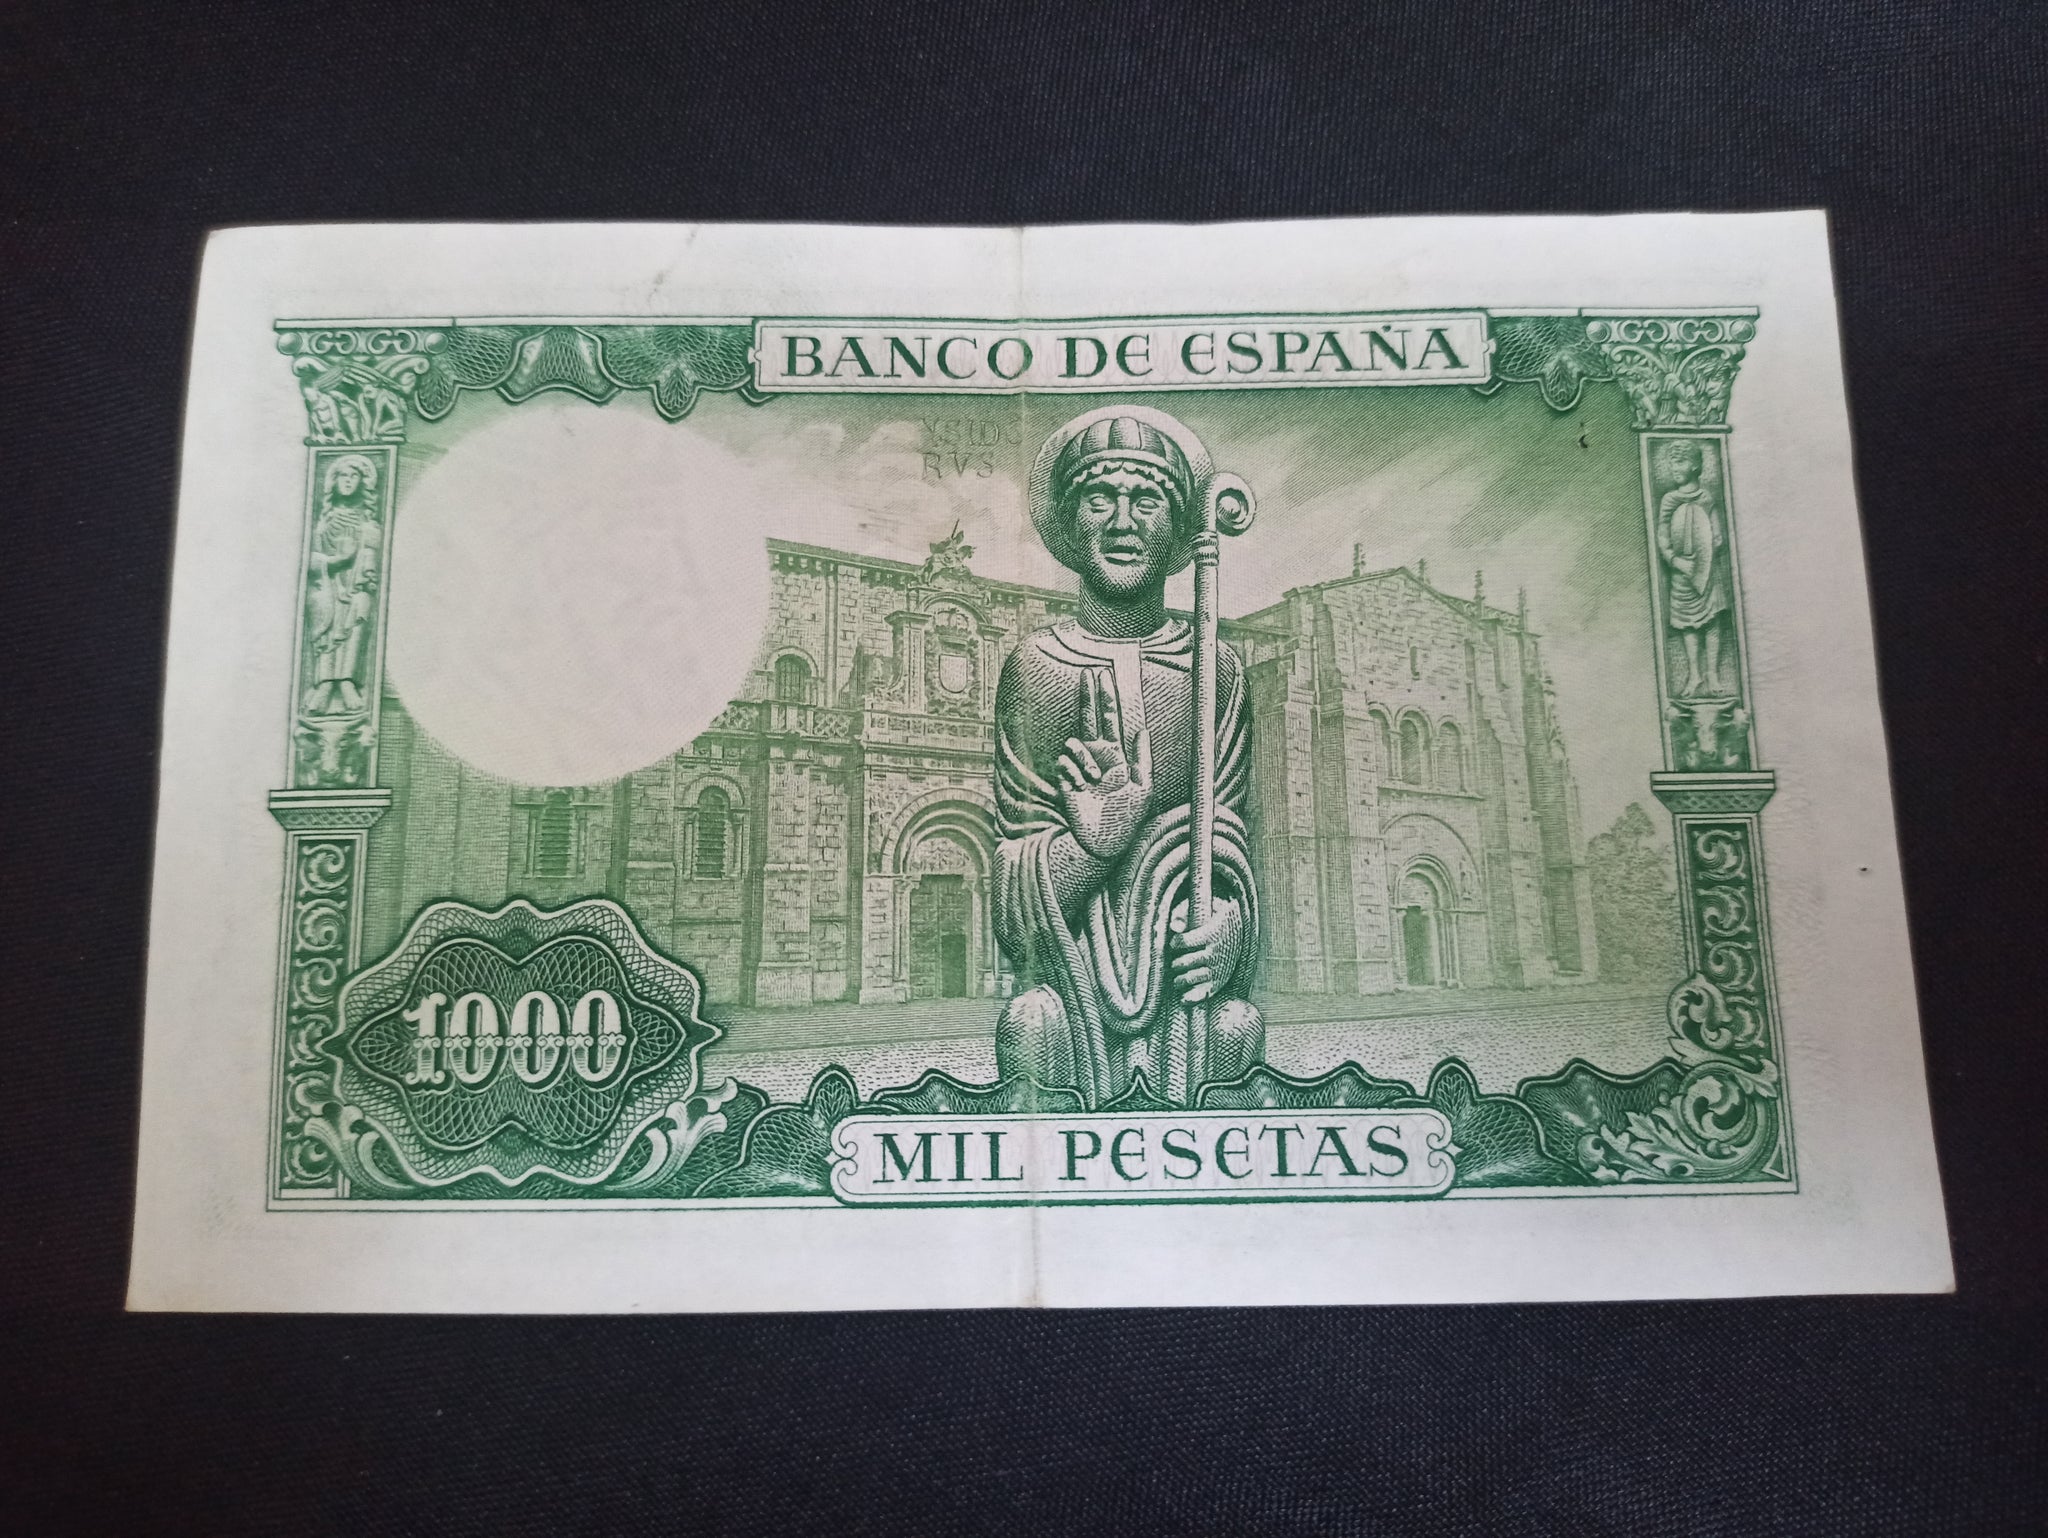 BANCO DE ESPAÑA
YSIDO
RVS
1000
MIL PESETAS